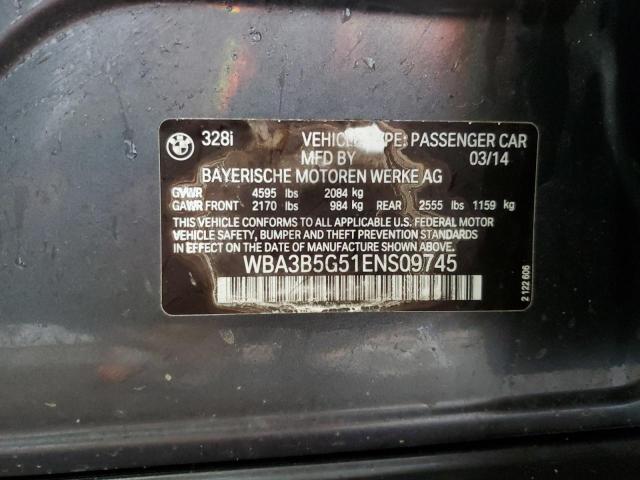 328i VEHICLE TYPE: PASSENGER CAR
MFD BY 03/14
BAYERISCHE MOTOREN WERKE AG
GVWR 4595 lbs 2084 kg
GAWR FRONT 2170 lbs 984 kg REAR 2555 lbs 1159 kg
THIS VEHICLE CONFORMS TO ALL APPLICABLE U.S. FEDERAL MOTOR
VEHICLE SAFETY, BUMPER AND THEFT PREVENTION STANDARDS
IN EFFECT ON THE DATE OF MANUFACTURE SHOWN ABOVE.
WBA3B5G51ENS09745
2 122 606